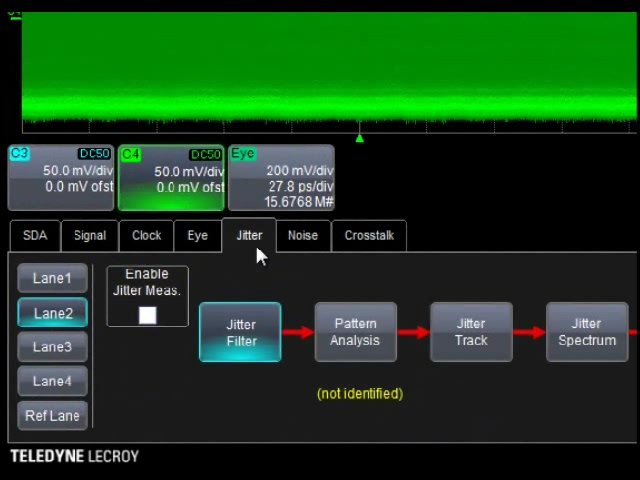 C3 DC50
50.0 mV/div
0.0 mV ofst
C4 DC50
50.0 mV/div
0.0 mV ofst
Eye
200 mV/div
27.8 ps/div
15.6768 M#
SDA Signal Clock Eye Jitter Noise Crosstalk
Lane1
Lane2
Lane3
Lane4
Ref Lane
Enable
Jitter Meas.
Jitter
Filter
Pattern
Analysis
Jitter
Track
Jitter
Spectrum
(not identified)
TELEDYNE LECROY